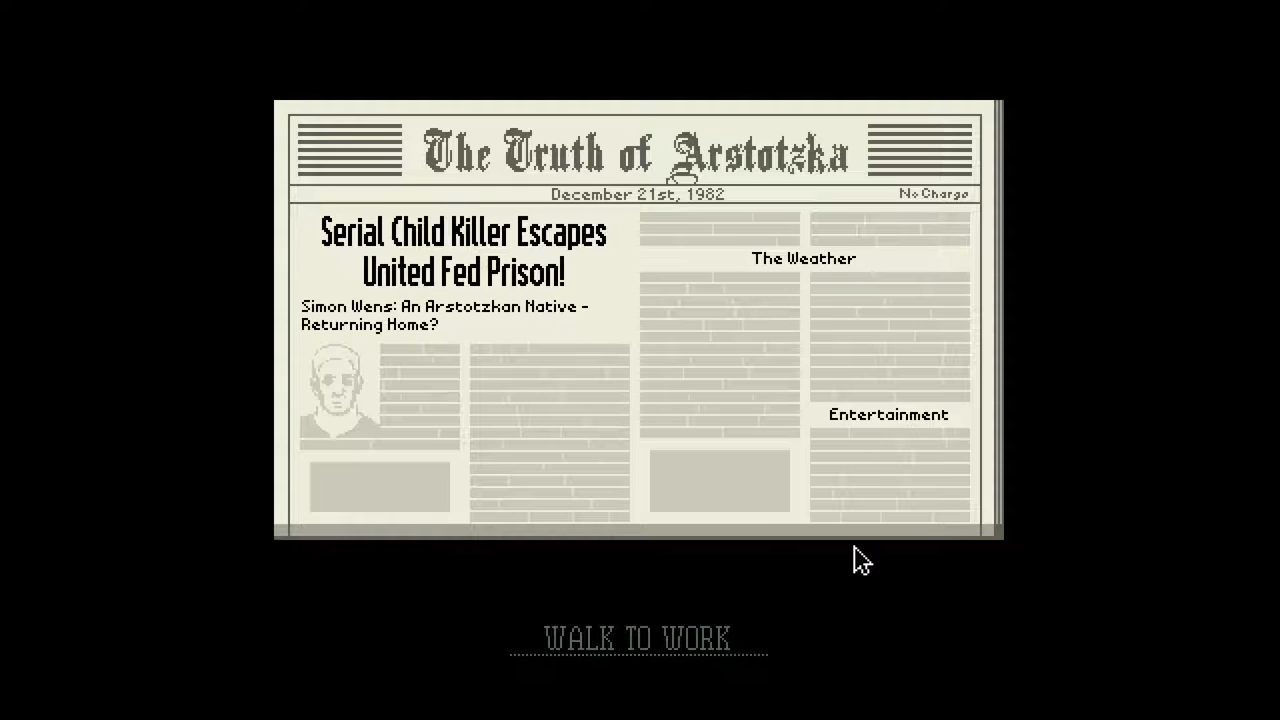 The Truth of Arstotzka
December 21st, 1982
No Charge
Serial Child Killer Escapes
United Fed Prison!
Simon Wens: An Arstotzkan Native -
Returning Home?
The Weather
Entertainment
WALK TO WORK